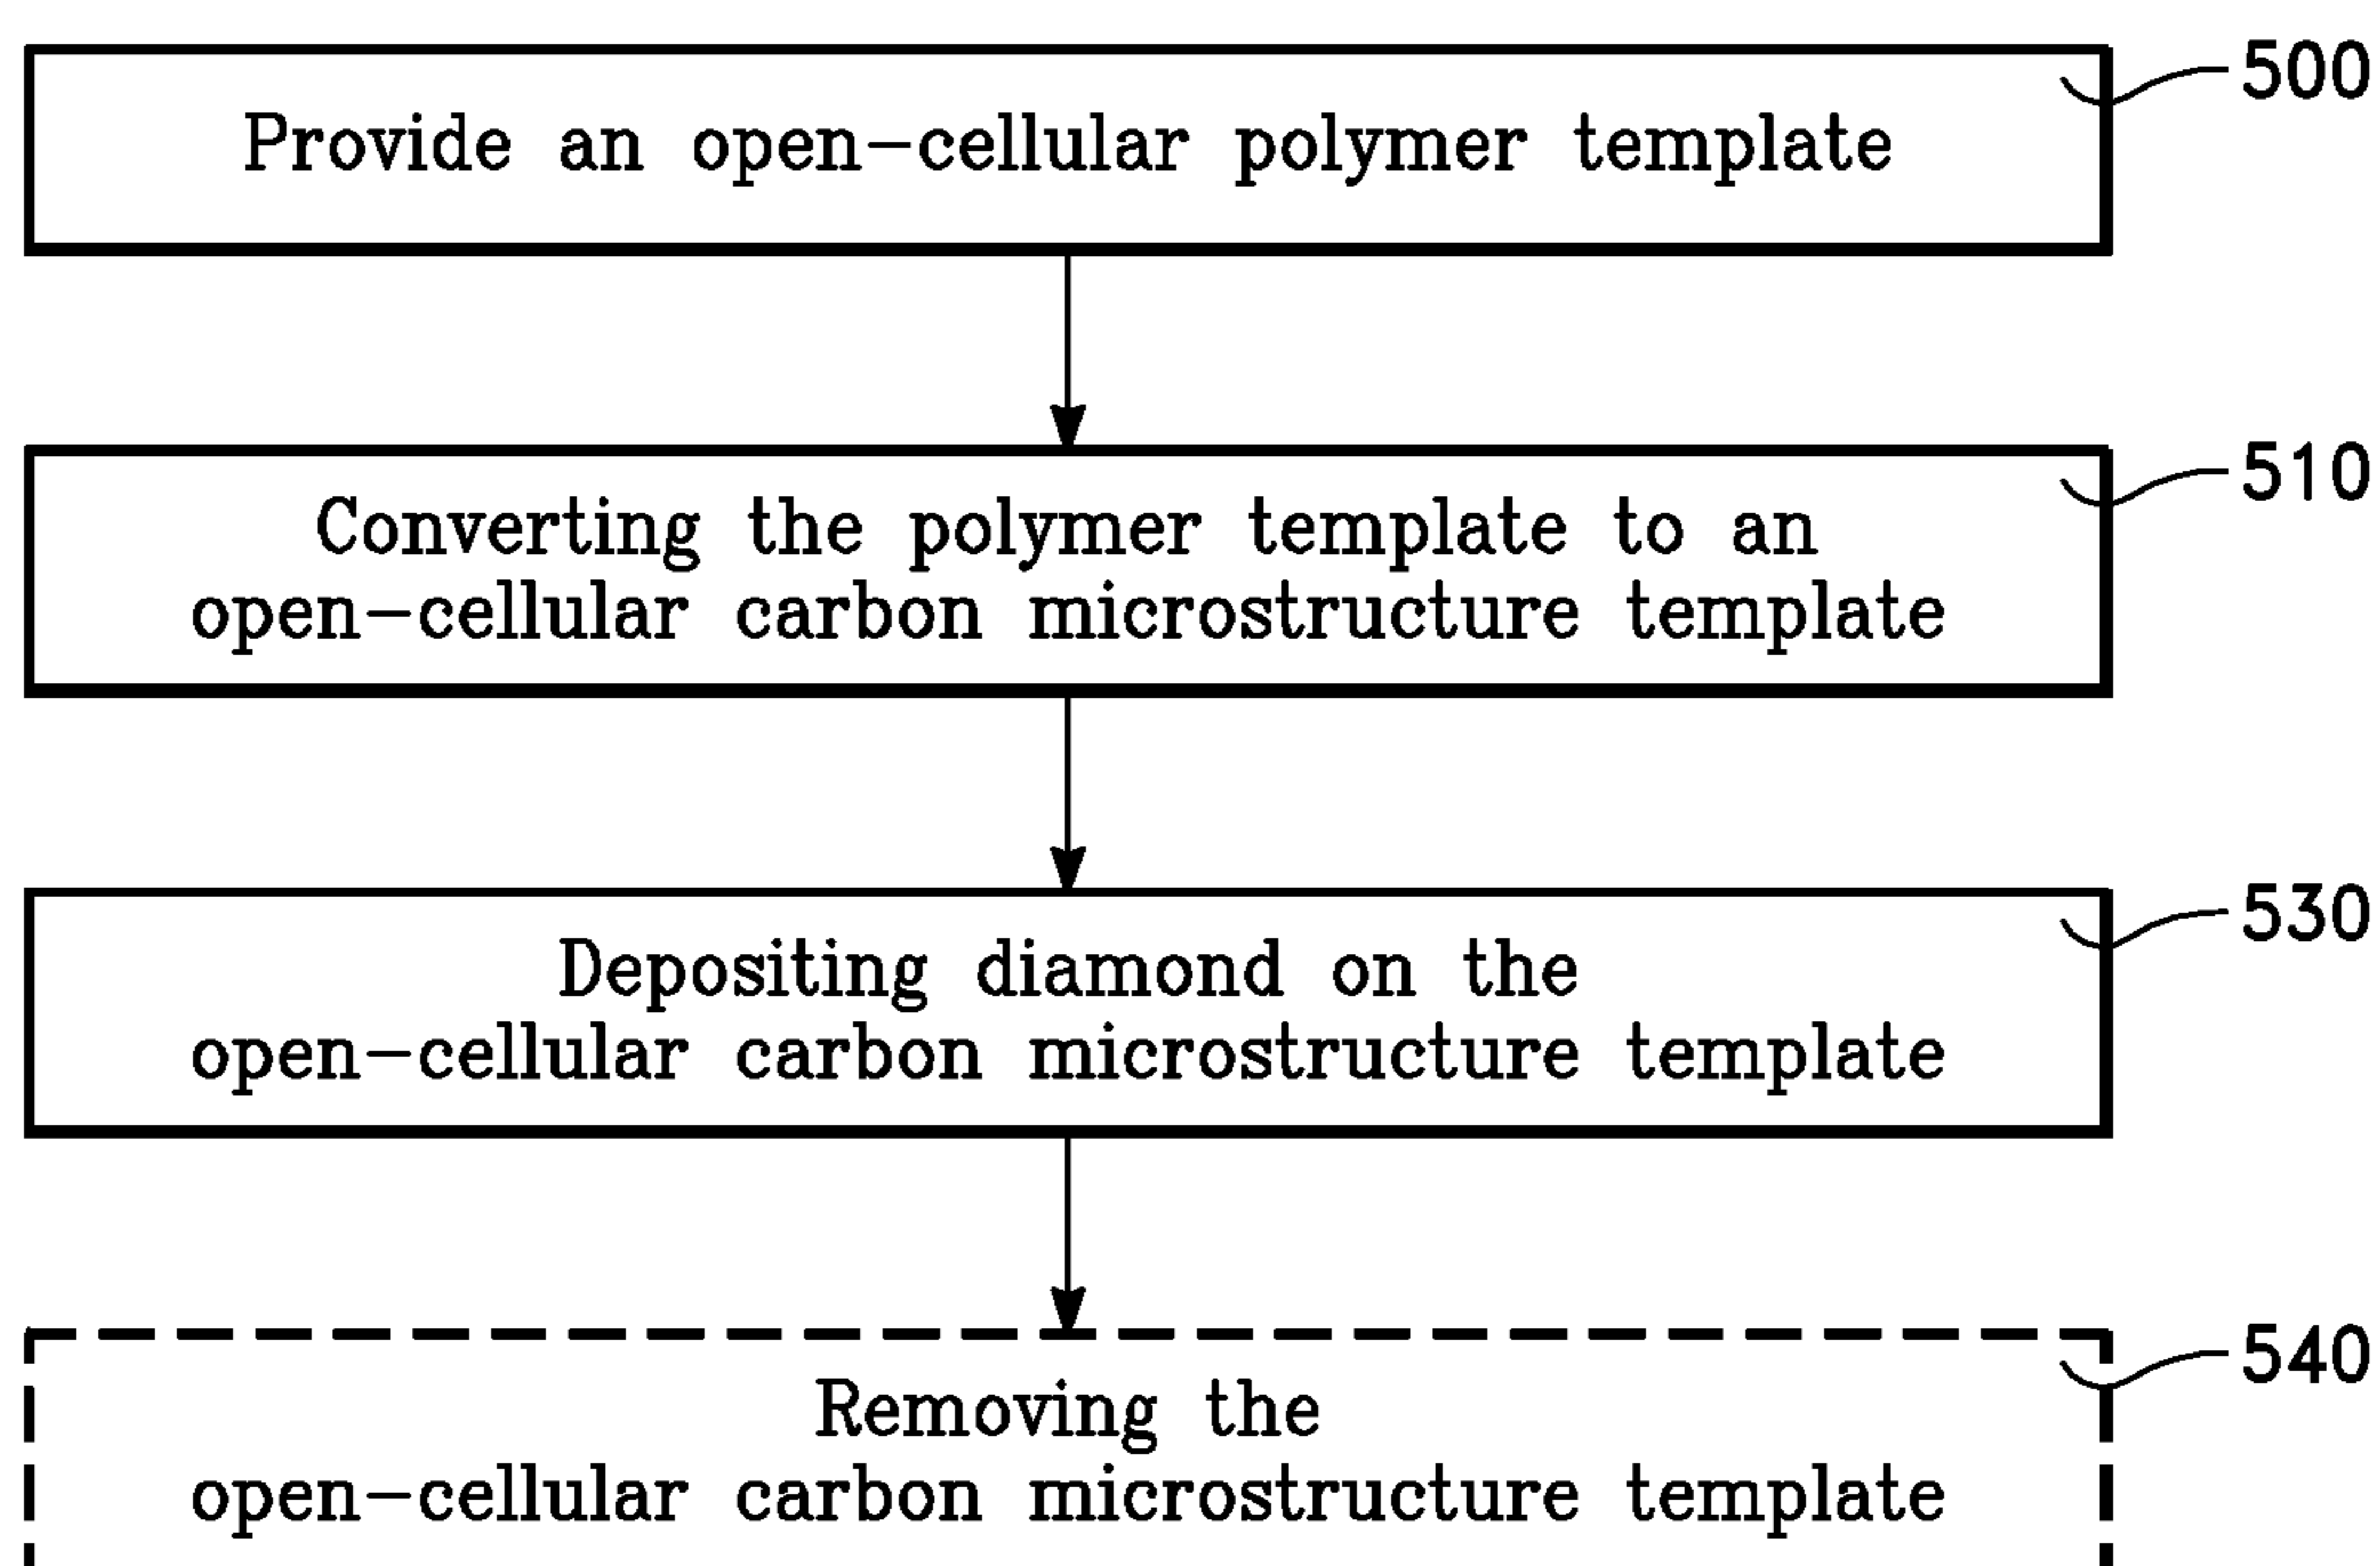 Provide an open-cellular polymer template
500
Converting the polymer template to an
open-cellular carbon microstructure template
510
Depositing diamond on the
open-cellular carbon microstructure template
530
Removing the
open-cellular carbon microstructure template
540